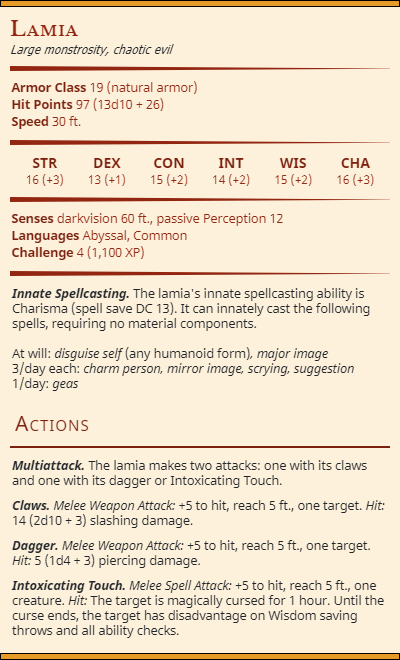 Lamia
Large monstrosity, chaotic evil
Armor Class 19 (natural armor)
Hit Points 97 (13d10 + 26)
Speed 30 ft.
STR DEX CON INT WIS CHA
16 (+3) 13 (+1) 15 (+2) 14 (+2) 15 (+2) 16 (+3)
Senses darkvision 60 ft., passive Perception 12
Languages Abyssal, Common
Challenge 4 (1,100 XP)
Innate Spellcasting. The lamia's innate spellcasting ability is
Charisma (spell save DC 13). It can innately cast the following
spells, requiring no material components.
At will: disguise self (any humanoid form), major image
3/day each: charm person, mirror image, scrying, suggestion
1/day: geas
Actions
Multiattack. The lamia makes two attacks: one with its claws
and one with its dagger or Intoxicating Touch.
Claws. Melee Weapon Attack: +5 to hit, reach 5 ft., one target. Hit:
14 (2d10 + 3) slashing damage.
Dagger. Melee Weapon Attack: +5 to hit, reach 5 ft., one target.
Hit: 5 (1d4 + 3) piercing damage.
Intoxicating Touch. Melee Spell Attack: +5 to hit, reach 5 ft., one
creature. Hit: The target is magically cursed for 1 hour. Until the
curse ends, the target has disadvantage on Wisdom saving
throws and all ability checks.